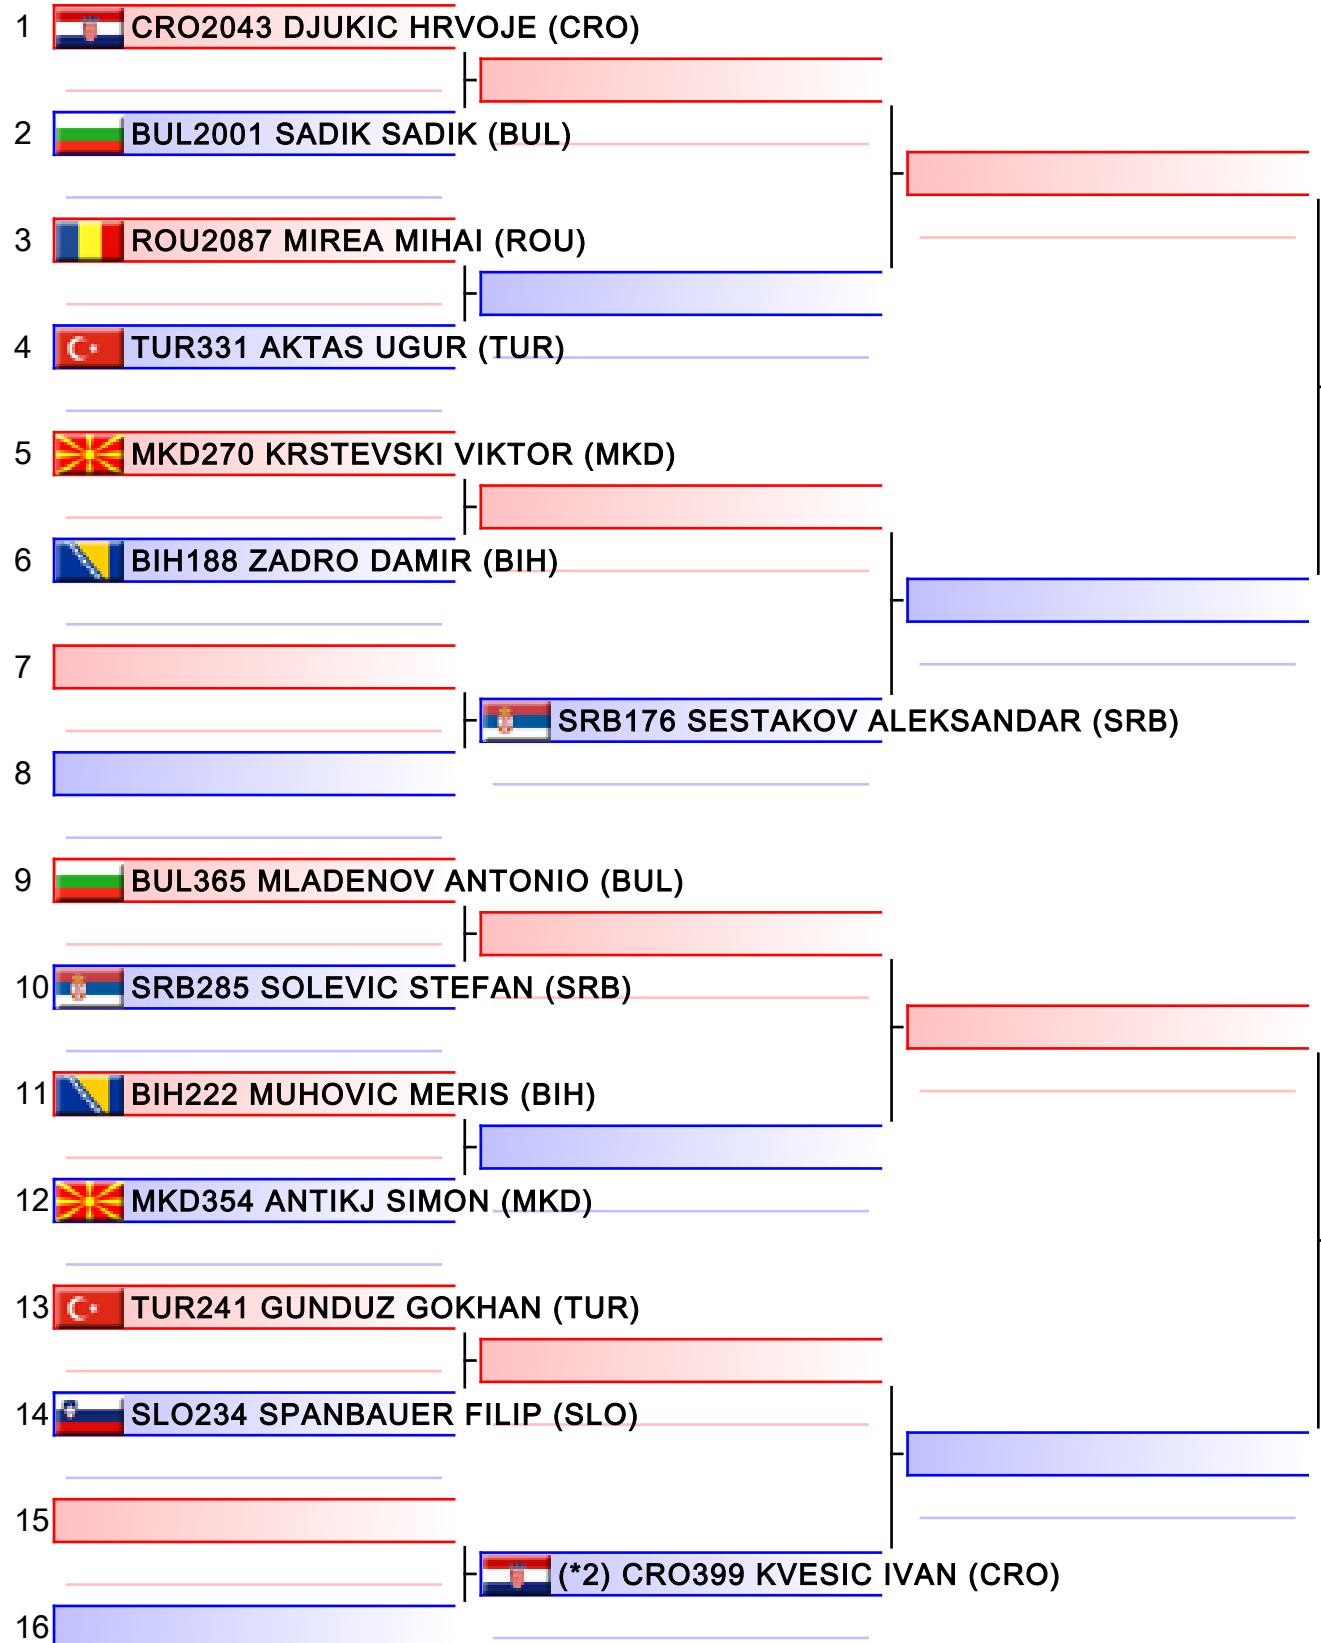 1 CRO2043 DJUKIC HRVOJE (CRO)
2 BUL2001 SADIK SADIK (BUL)
3 ROU2087 MIREA MIHAI (ROU)
4 TUR331 AKTAS UGUR (TUR)
5 MKD270 KRSTEVSKI VIKTOR (MKD)
6 BIH188 ZADRO DAMIR (BIH)
7
SRB176 SESTAKOV ALEKSANDAR (SRB)
8
9 BUL365 MLADENOV ANTONIO (BUL)
10 SRB285 SOLEVIC STEFAN (SRB)
11 BIH222 MUHOVIC MERIS (BIH)
12 MKD354 ANTIKJ SIMON (MKD)
13 TUR241 GUNDUZ GOKHAN (TUR)
14 SLO234 SPANBAUER FILIP (SLO)
15
(*2) CRO399 KVESIC IVAN (CRO)
16